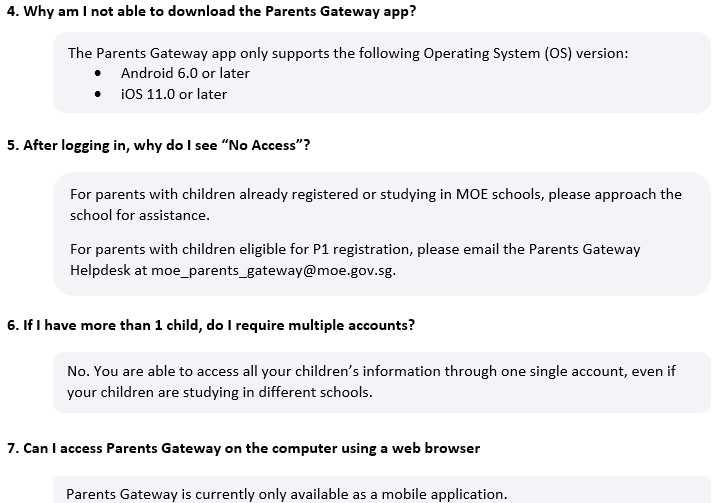 4. Why am I not able to download the Parents Gateway app?
The Parents Gateway app only supports the following Operating System (OS) version:
• Android 6.0 or later
• iOS 11.0 or later
5. After logging in, why do I see “No Access”?
For parents with children already registered or studying in MOE schools, please approach the
school for assistance.
For parents with children eligible for P1 registration, please email the Parents Gateway
Helpdesk at moe_parents_gateway@moe.gov.sg.
6. If I have more than 1 child, do I require multiple accounts?
No. You are able to access all your children’s information through one single account, even if
your children are studying in different schools.
7. Can I access Parents Gateway on the computer using a web browser
Parents Gateway is currently only available as a mobile application.